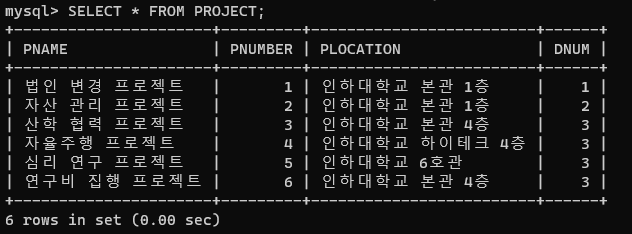 mysql> SELECT * FROM PROJECT;
+----------------------+---------+------------------------+------+
| PNAME | PNUMBER | PLOCATION | DNUM |
+----------------------+---------+------------------------+------+
| 법인 변경 프로젝트 | 1 | 인하대학교 본관 1층 | 1 |
| 자산 관리 프로젝트 | 2 | 인하대학교 본관 1층 | 2 |
| 산학 협력 프로젝트 | 3 | 인하대학교 본관 4층 | 3 |
| 자율주행 프로젝트 | 4 | 인하대학교 하이테크 4층 | 3 |
| 심리 연구 프로젝트 | 5 | 인하대학교 6호관 | 3 |
| 연구비 집행 프로젝트 | 6 | 인하대학교 본관 4층 | 3 |
+----------------------+---------+------------------------+------+
6 rows in set (0.00 sec)